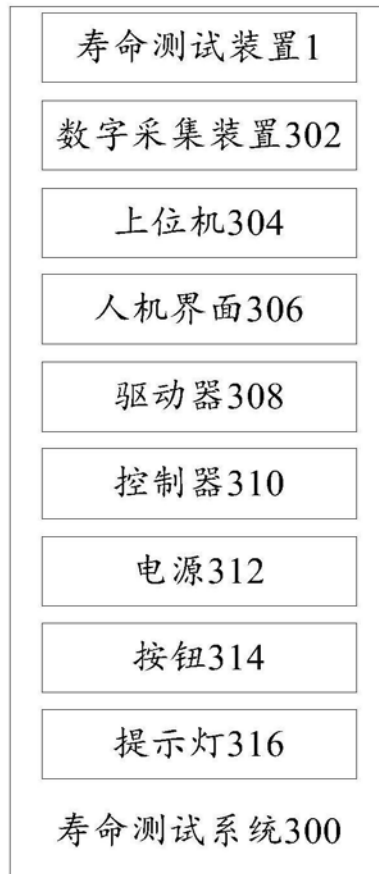 寿命测试装置1
数字采集装置302
上位机304
人机界面306
驱动器308
控制器310
电源312
按钮314
提示灯316
寿命测试系统300